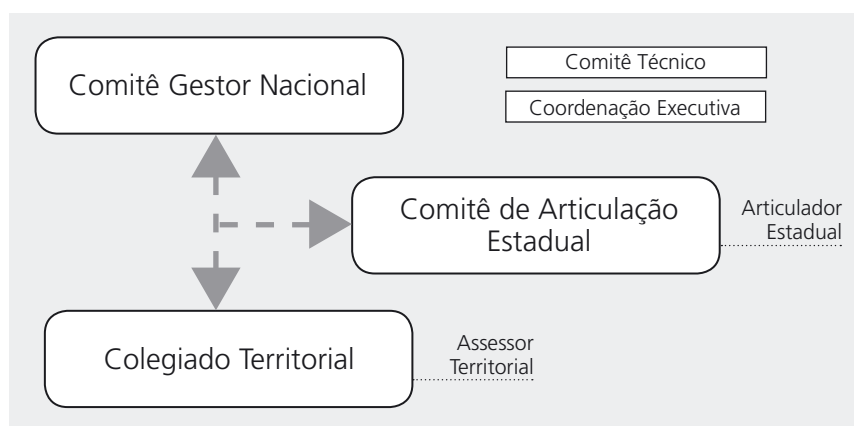 Comitê Gestor Nacional
Comitê Técnico
Coordenação Executiva
Comitê de Articulação
Estadual
Articulador
Estadual
Colegiado Territorial
Assessor
Territorial